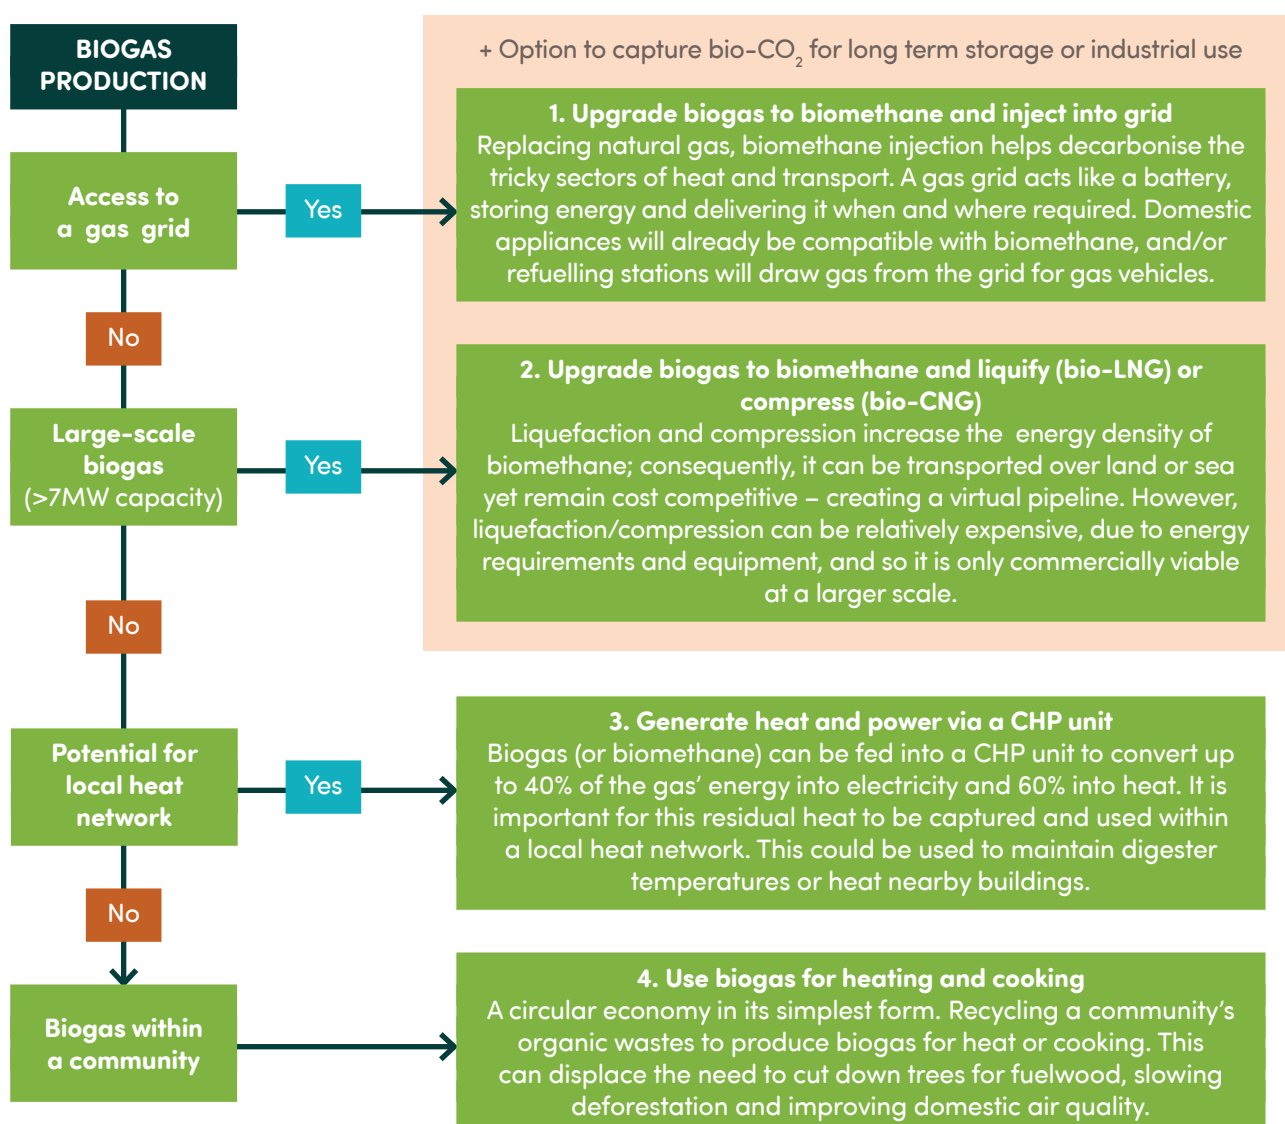 BIOGAS
PRODUCTION
+ Option to capture bio-CO₂ for long term storage or industrial use
Access to
a gas grid
Yes
1. Upgrade biogas to biomethane and inject into grid
Replacing natural gas, biomethane injection helps decarbonise the
tricky sectors of heat and transport. A gas grid acts like a battery,
storing energy and delivering it when and where required. Domestic
appliances will already be compatible with biomethane, and/or
refuelling stations will draw gas from the grid for gas vehicles.
No
Large-scale
biogas
(>7MW capacity)
Yes
2. Upgrade biogas to biomethane and liquify (bio-LNG) or
compress (bio-CNG)
Liquefaction and compression increase the energy density of
biomethane; consequently, it can be transported over land or sea
yet remain cost competitive – creating a virtual pipeline. However,
liquefaction/compression can be relatively expensive, due to energy
requirements and equipment, and so it is only commercially viable
at a larger scale.
No
Potential for
local heat
network
Yes
3. Generate heat and power via a CHP unit
Biogas (or biomethane) can be fed into a CHP unit to convert up
to 40% of the gas’ energy into electricity and 60% into heat. It is
important for this residual heat to be captured and used within
a local heat network. This could be used to maintain digester
temperatures or heat nearby buildings.
No
Biogas within
a community
4. Use biogas for heating and cooking
A circular economy in its simplest form. Recycling a community’s
organic wastes to produce biogas for heat or cooking. This
can displace the need to cut down trees for fuelwood, slowing
deforestation and improving domestic air quality.